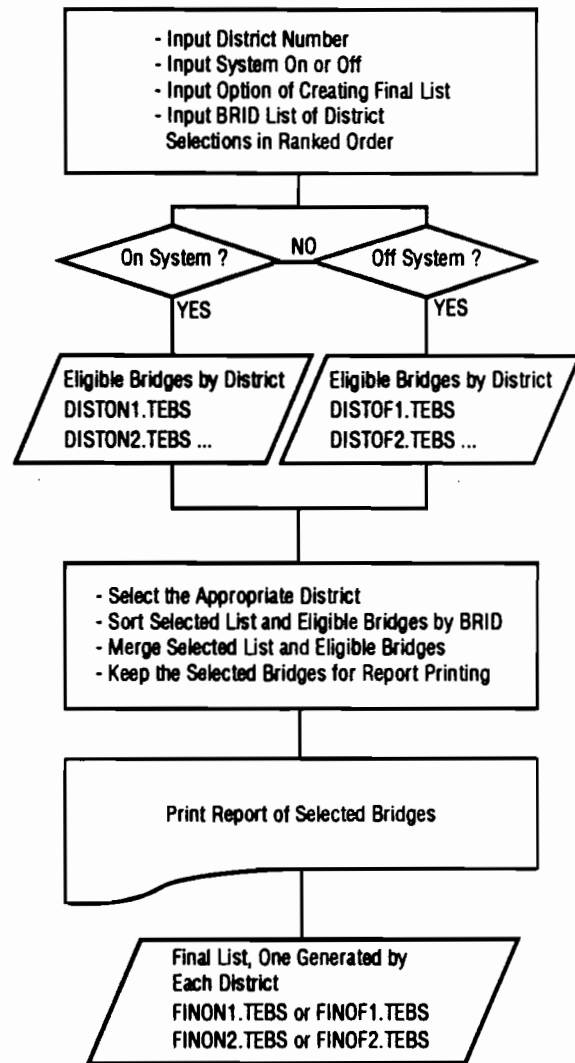 - Input District Number
- Input System On or Off
- Input Option of Creating Final List
- Input BRID List of District
Selections in Ranked Order
On System ?
NO
Off System ?
YES
YES
Eligible Bridges by District
DISTON1.TEBS
DISTON2.TEBS ...
Eligible Bridges by District
DISTOF1.TEBS
DISTOF2.TEBS ...
- Select the Appropriate District
- Sort Selected List and Eligible Bridges by BRID
- Merge Selected List and Eligible Bridges
- Keep the Selected Bridges for Report Printing
Print Report of Selected Bridges
Final List, One Generated by
Each District
FINON1.TEBS or FINOF1.TEBS
FINON2.TEBS or FINOF2.TEBS